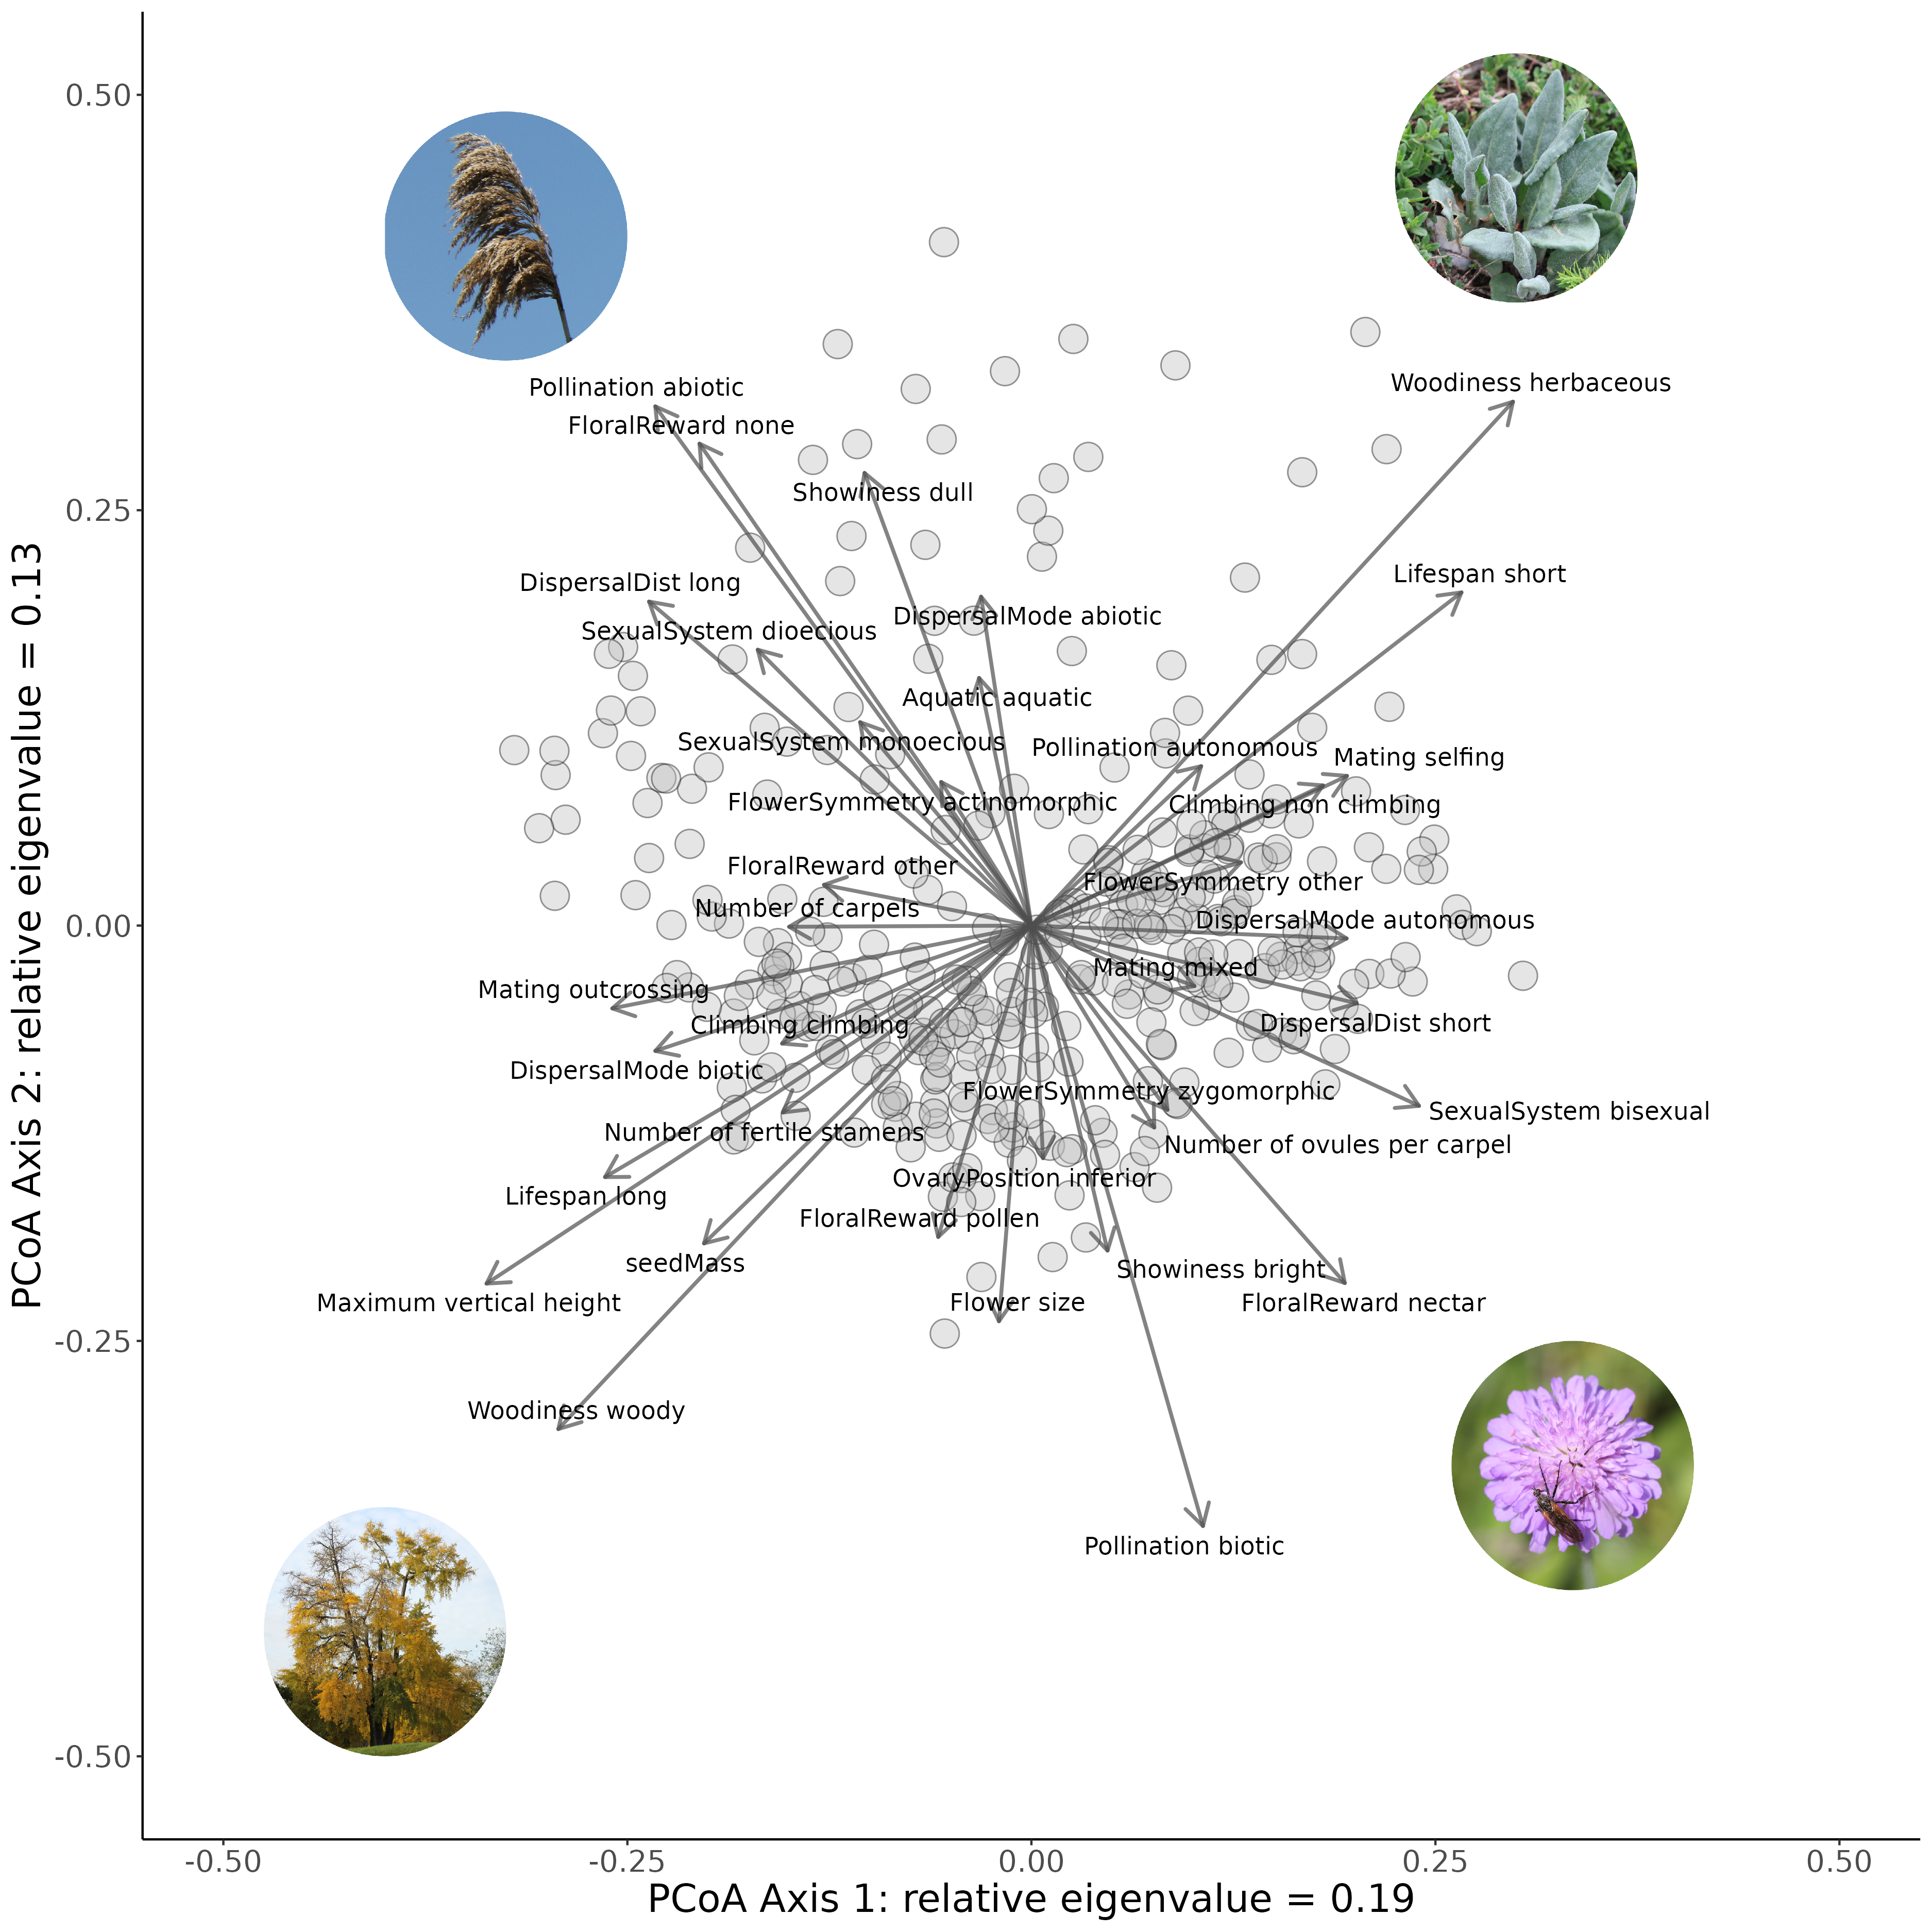 0.50
Pollination abiotic
Woodiness herbaceous
FloralReward none
Showiness dull
0.25
DispersalDist long
Lifespan short
DispersalMode abiotic
SexualSystem dioecious
Aquatic aquatic
SexualSystem monoecious
Pollination autonomous
Mating selfing
FlowerSymmetry actinomorphic
Climbing non climbing
FloralReward other
FlowerSymmetry other
Number of carpels
DispersalMode autonomous
0.00
Mating mixed
Mating outcrossing
Climbing climbing
DispersalDist short
DispersalMode biotic
FlowerSymmetry zygomorphic
SexualSystem bisexual
Number of fertile stamens
Number of ovules per carpel
OvaryPosition inferior
Lifespan long
FloralReward pollen
seedMass
Showiness bright
Maximum vertical height
Flower size
FloralReward nectar
-0.25
Woodiness woody
Pollination biotic
-0.50
PCoA Axis 2: relative eigenvalue = 0.13
-0.50
-0.25
0.00
0.25
0.50
PCoA Axis 1: relative eigenvalue = 0.19